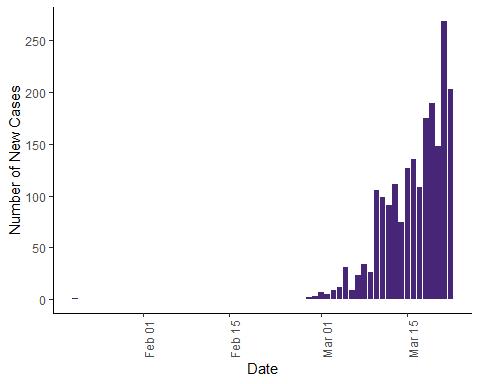 Number of New Cases
250
200
150
100
50
0
Feb 01
Feb 15
Mar 01
Mar 15
Date